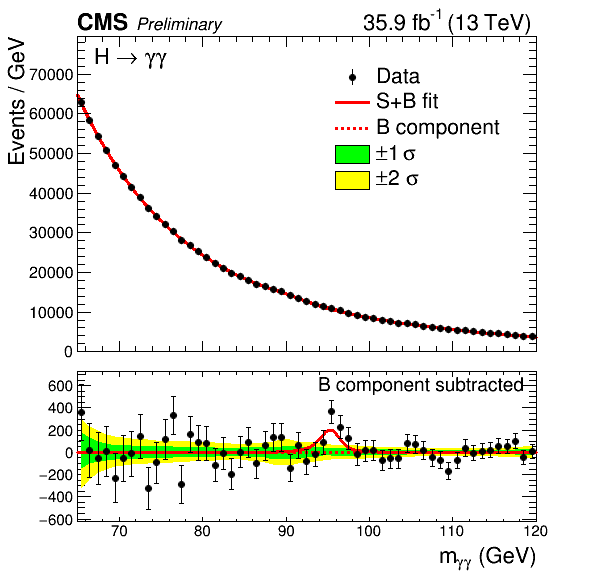 CMS Preliminary 35.9 fb⁻¹ (13 TeV)
H → γγ
Events / GeV
70000
60000
50000
40000
30000
20000
10000
0
Data
S+B fit
B component
±1 σ
±2 σ
B component subtracted
600
400
200
0
−200
−400
−600
70 80 90 100 110 120
mγγ (GeV)